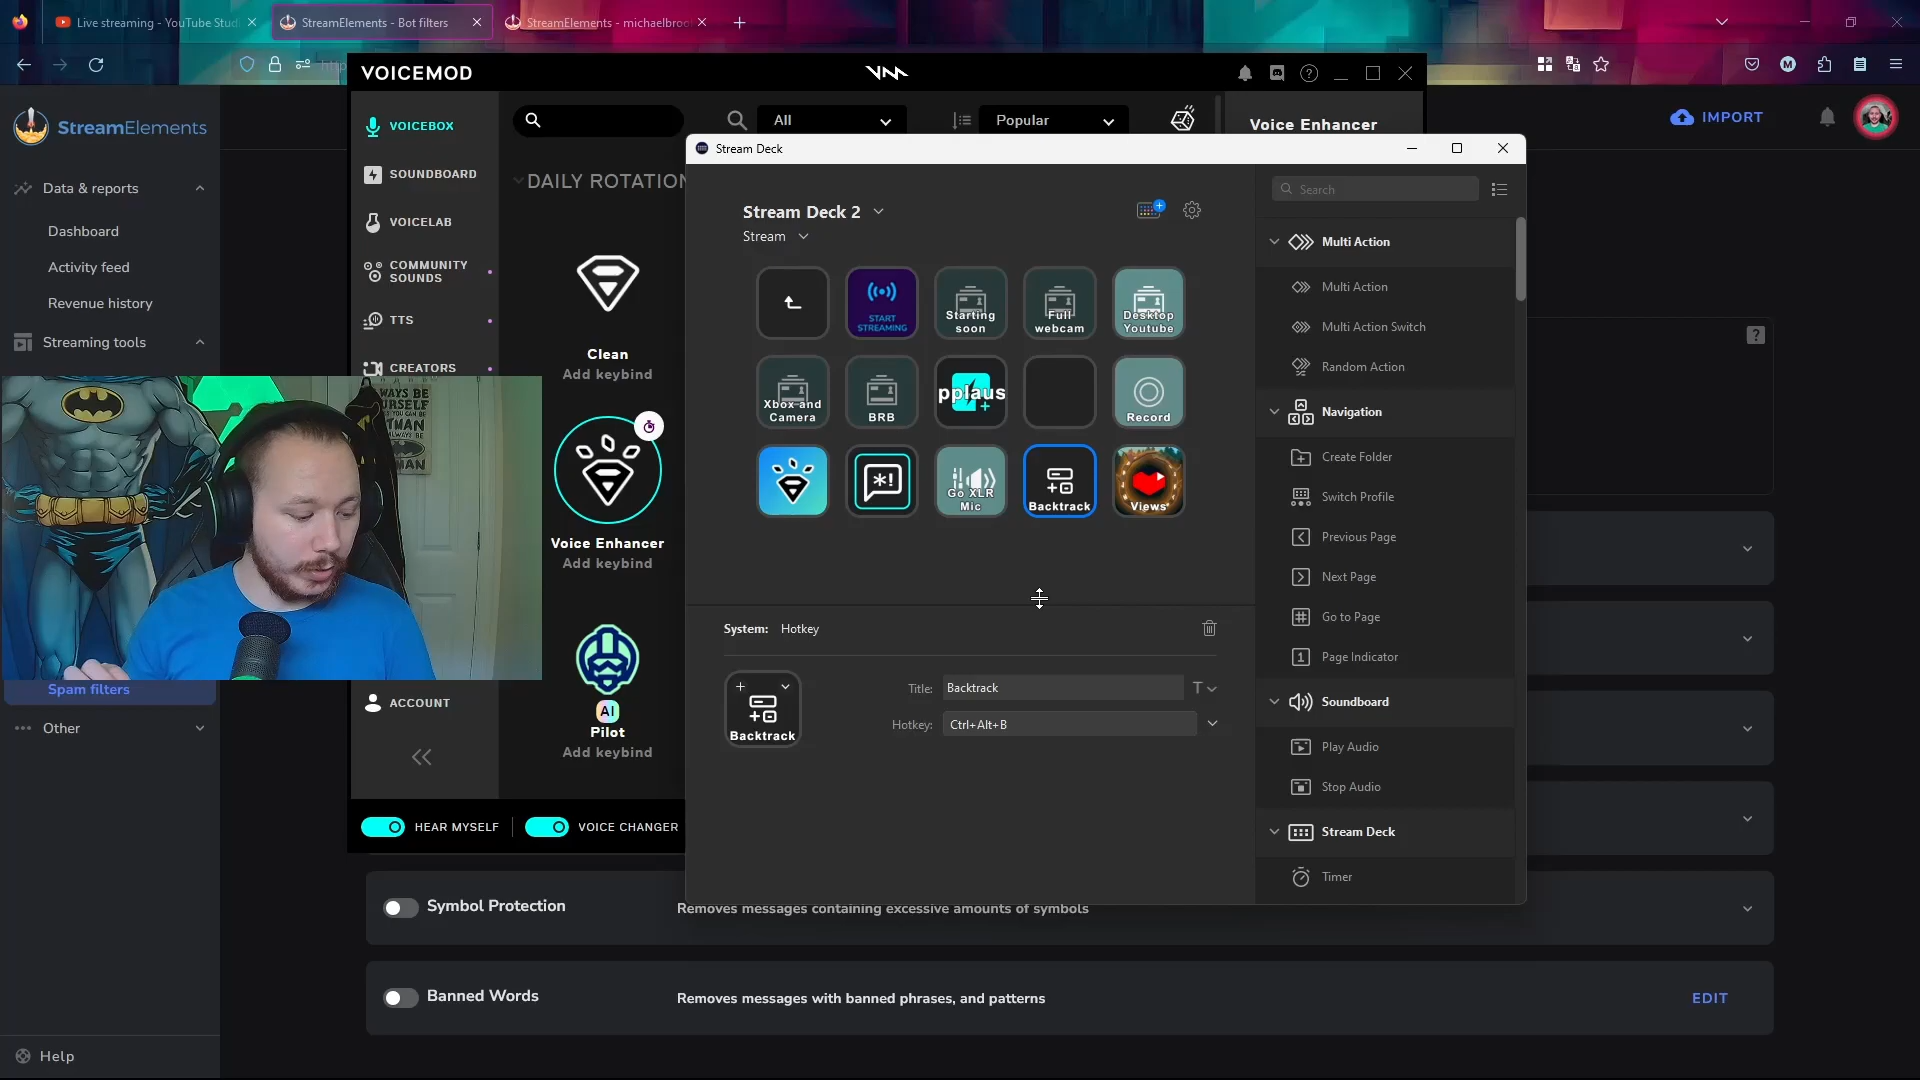 Live streaming - YouTube Studi
StreamElements - Bot filters
StreamElements - michaelbroo
VOICEMOD
M
StreamElements
IMPORT
Data & reports
Dashboard
Activity feed
Revenue history
Streaming tools
Spam filters
Other
Help
VOICEBOX
SOUNDBOARD
VOICELAB
COMMUNITY
SOUNDS
TTS
CREATORS
ACCOUNT
All
Popular
Voice Enhancer
DAILY ROTATION
Clean
Add keybind
Voice Enhancer
Add keybind
AI
Pilot
Add keybind
HEAR MYSELF
VOICE CHANGER
Stream Deck
Stream Deck 2
Stream
START
STREAMING
Starting
soon
Full
webcam
Desktop
Youtube
Xbox and
Camera
BRB
pplaus
Record
*!
Go XLR
Mic
Backtrack
Views
System: Hotkey
Backtrack
Title: Backtrack
T
Hotkey: Ctrl+Alt+B
Search
Multi Action
Multi Action
Multi Action Switch
Random Action
Navigation
Create Folder
Switch Profile
Previous Page
Next Page
Go to Page
1
Page Indicator
Soundboard
Play Audio
Stop Audio
Stream Deck
Timer
?
Symbol Protection
Removes messages containing excessive amounts of symbols
Banned Words
Removes messages with banned phrases, and patterns
EDIT